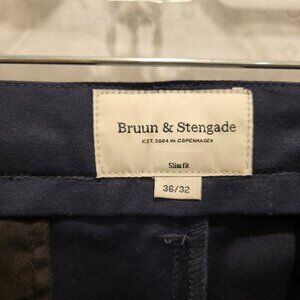 Bruun & Stengade
EST. 2004 IN COPENHAGEN
Slim fit
36/32